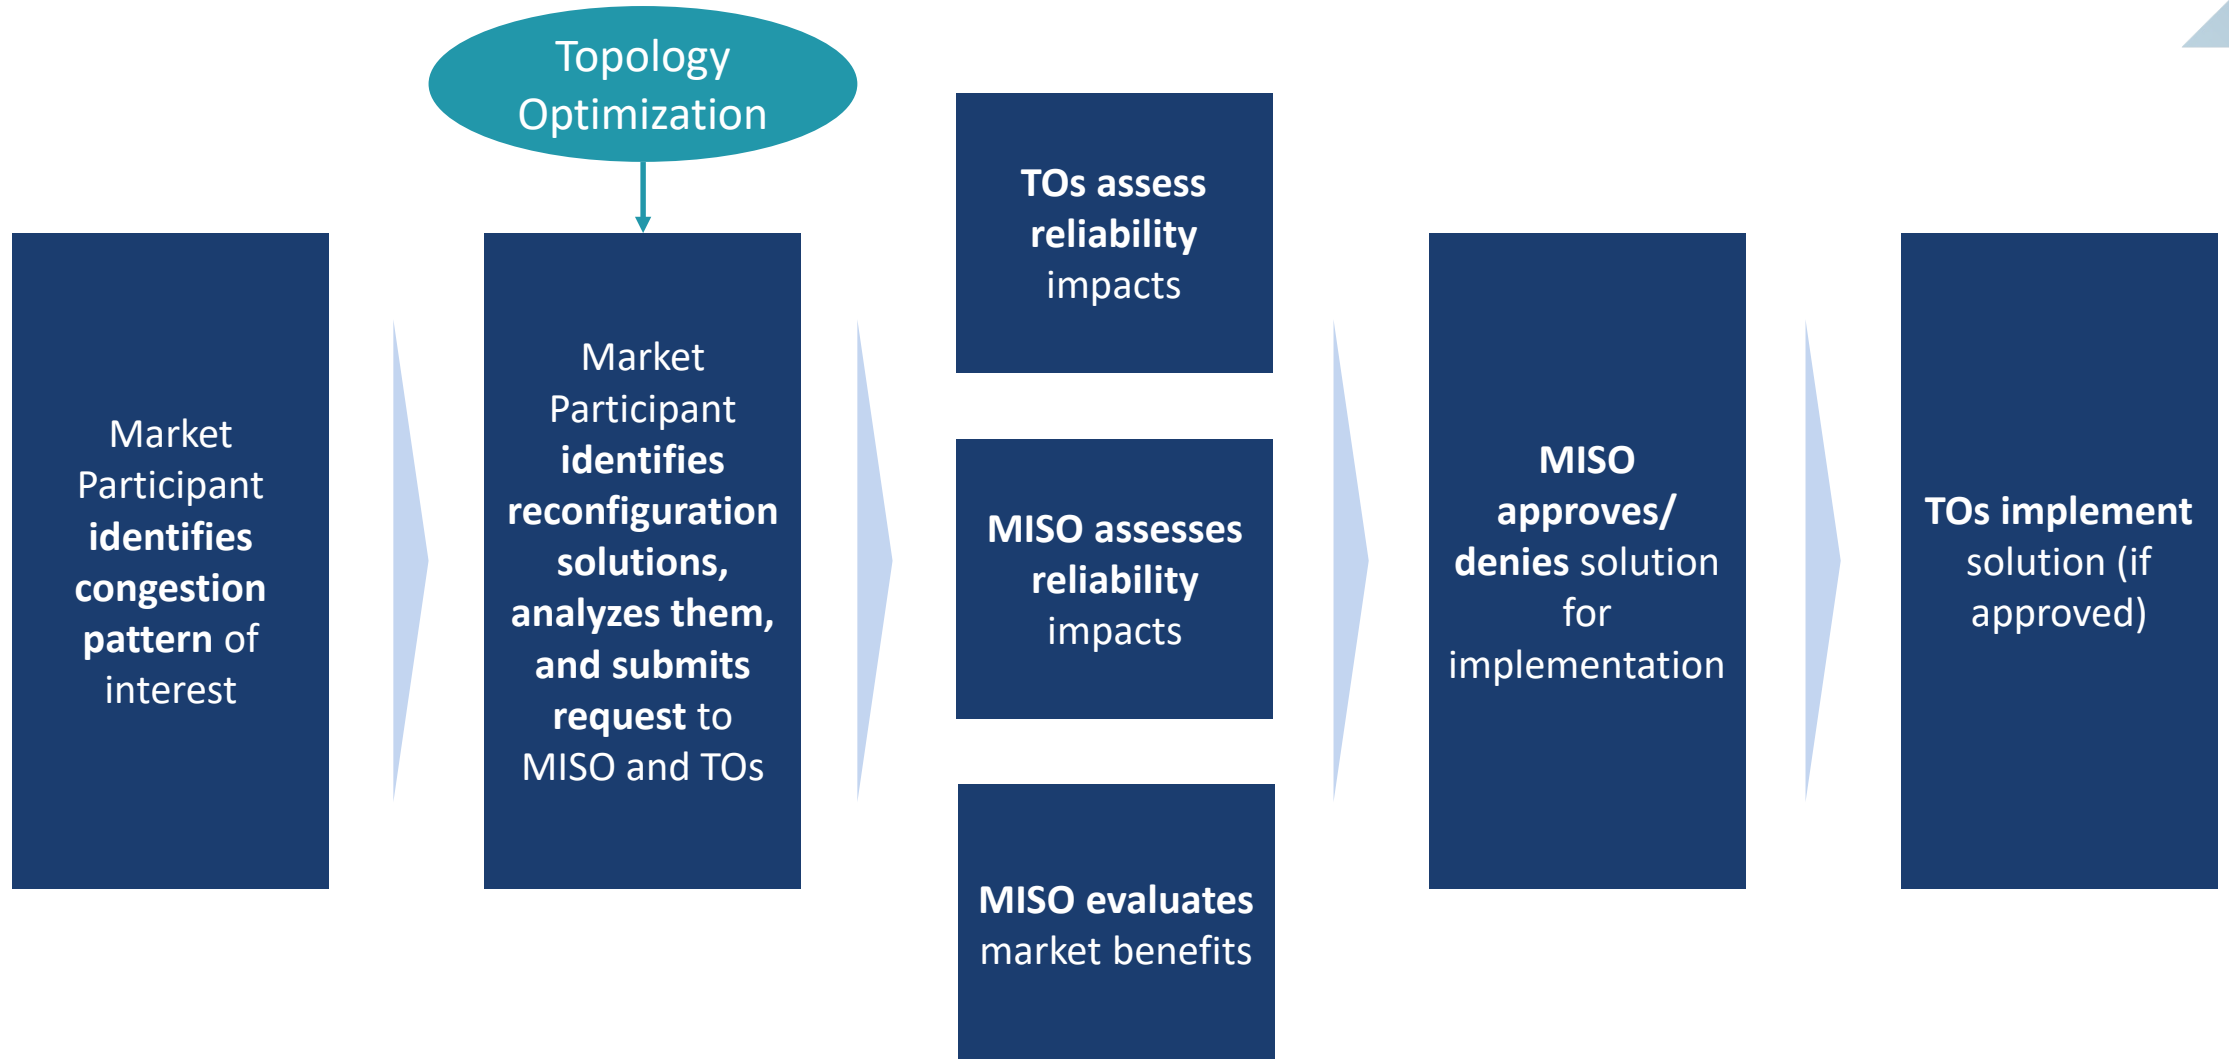 Topology
Optimization
Market
Participant
identifies
congestion
pattern of
interest
Market
Participant
identifies
reconfiguration
solutions,
analyzes them,
and submits
request to
MISO and TOs
TOs assess
reliability
impacts
MISO assesses
reliability
impacts
MISO evaluates
market benefits
MISO
approves/
denies solution
for
implementation
TOs implement
solution (if
approved)